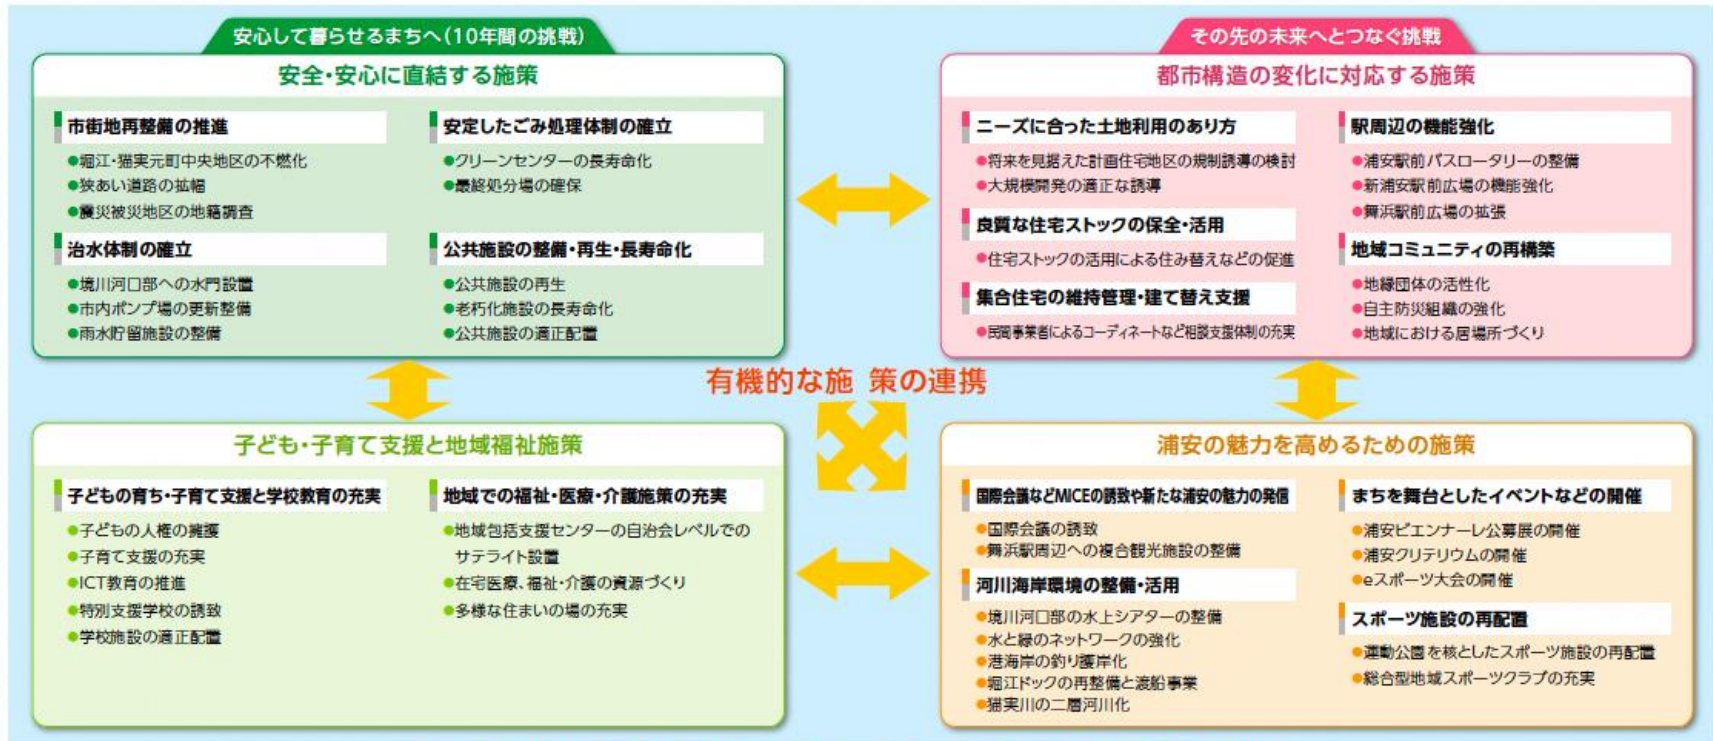 安心して暮らせるまちへ(10年間の挑戦)
安全・安心に直結する施策
市街地再整備の推進
●堀江・猫実元町中央地区の不燃化
●狭あい道路の拡幅
●震災被災地区の地籍調査
治水体制の確立
●境川河口部への水門設置
●市内ポンプ場の更新整備
●雨水貯留施設の整備
安定したごみ処理体制の確立
●クリーンセンターの長寿命化
●最終処分場の確保
公共施設の整備・再生・長寿命化
●公共施設の再生
●老朽化施設の長寿命化
●公共施設の適正配置
その先の未来へとつなぐ挑戦
都市構造の変化に対応する施策
ニーズに合った土地利用のあり方
●将来を見据えた計画住宅地区の規制誘導の検討
●大規模開発の適正な誘導
良質な住宅ストックの保全・活用
●住宅ストックの活用による住み替えなどの促進
集合住宅の維持管理・建て替え支援
●民間事業者によるコーディネートなど相談支援体制の充実
駅周辺の機能強化
●浦安駅前バスロータリーの整備
●新浦安駅前広場の機能強化
●舞浜駅前広場の拡張
地域コミュニティの再構築
●地縁団体の活性化
●自主防災組織の強化
●地域における居場所づくり
有機的な施 策の連携
子ども・子育て支援と地域福祉施策
子どもの育ち・子育て支援と学校教育の充実
●子どもの人権の擁護
●子育て支援の充実
●ICT教育の推進
●特別支援学校の誘致
●学校施設の適正配置
地域での福祉・医療・介護施策の充実
●地域包括支援センターの自治会レベルでの
サテライト設置
●在宅医療、福祉・介護の資源づくり
●多様な住まいの場の充実
浦安の魅力を高めるための施策
国際会議などMICEの誘致や新たな浦安の魅力の発信
●国際会議の誘致
●舞浜駅周辺への複合観光施設の整備
河川海岸環境の整備・活用
●境川河口部の水上シアターの整備
●水と緑のネットワークの強化
●港海岸の釣り護岸化
●堀江ドックの再整備と渡船事業
●猫実川の二層河川化
まちを舞台としたイベントなどの開催
●浦安ビエンナーレ公募展の開催
●浦安クリテリウムの開催
●eスポーツ大会の開催
スポーツ施設の再配置
●運動公園を核としたスポーツ施設の再配置
●総合型地域スポーツクラブの充実